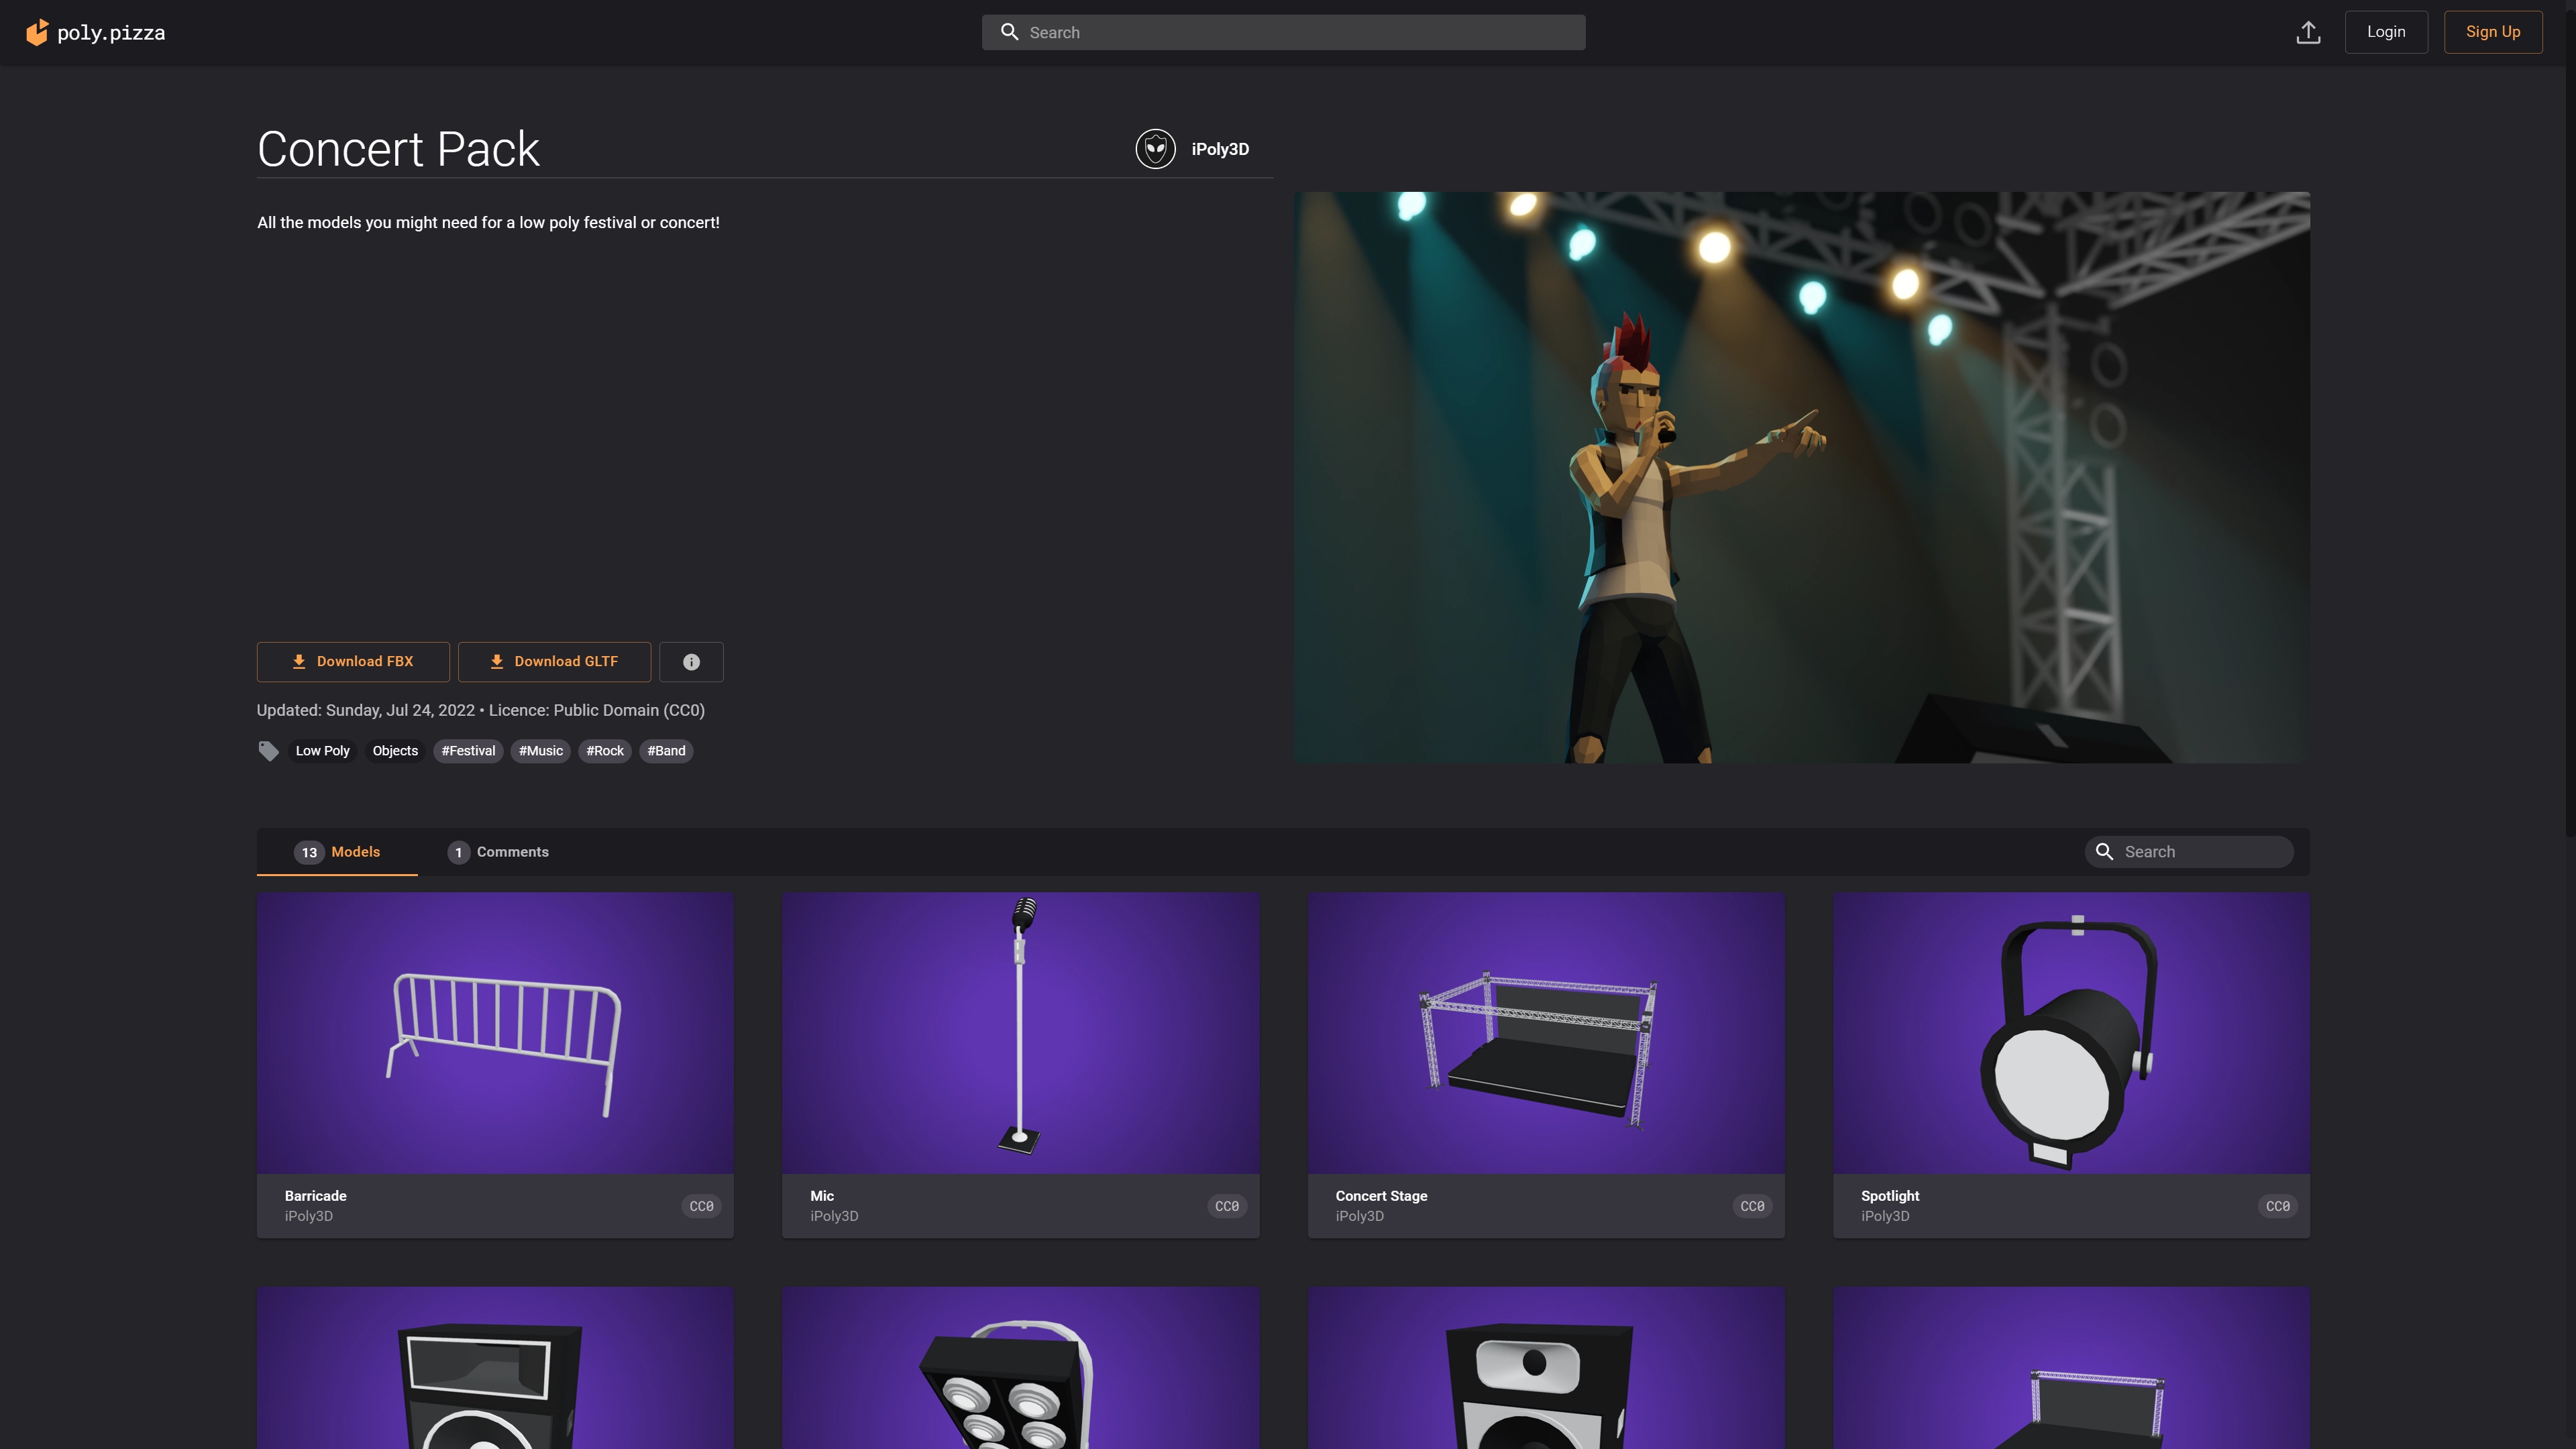 poly.pizza
Search
Login
Sign Up
Concert Pack
iPoly3D
All the models you might need for a low poly festival or concert!
Download FBX
Download GLTF
Updated: Sunday, Jul 24, 2022 • Licence: Public Domain (CC0)
Low Poly
Objects
#Festival
#Music
#Rock
#Band
13 Models
1 Comments
Search
Barricade
iPoly3D
CC0
Mic
iPoly3D
CC0
Concert Stage
iPoly3D
CC0
Spotlight
iPoly3D
CC0